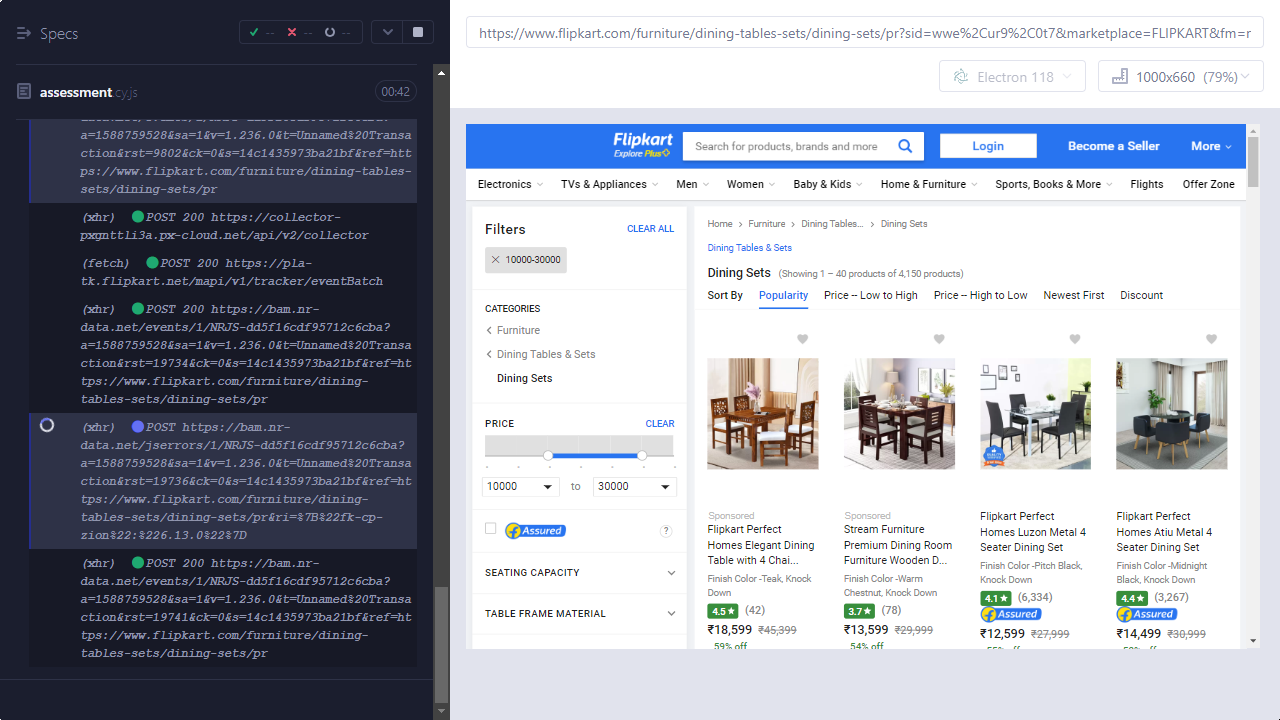 Specs
--
--
--
assessment.cy.js
00:42
a=1588759528&sa=1&v=1.236.0&t=Unnamed%20Transa
ction&rst=9802&ck=0&s=14c1435973ba21bf&ref=htt
ps://www.flipkart.com/furniture/dining-tables-
sets/dining-sets/pr
(xhr) POST 200 https://collector-
pxgnttli3a.px-cloud.net/api/v2/collector
(fetch) POST 200 https://pla-
tk.flipkart.net/mapi/v1/tracker/eventBatch
(xhr) POST 200 https://bam.nr-
data.net/events/1/NRJS-dd5f16cdf95712c6cba?
a=1588759528&sa=1&v=1.236.0&t=Unnamed%20Transa
ction&rst=19734&ck=0&s=14c1435973ba21bf&ref=ht
tps://www.flipkart.com/furniture/dining-
tables-sets/dining-sets/pr
(xhr) POST https://bam.nr-
data.net/jserrors/1/NRJS-dd5f16cdf95712c6cba?
a=1588759528&sa=1&v=1.236.0&t=Unnamed%20Transa
ction&rst=19736&ck=0&s=14c1435973ba21bf&ref=ht
tps://www.flipkart.com/furniture/dining-
tables-sets/dining-sets/pr&ri=%7B%22fk-cp-
zion%22:%226.13.0%22%7D
(xhr) POST 200 https://bam.nr-
data.net/events/1/NRJS-dd5f16cdf95712c6cba?
a=1588759528&sa=1&v=1.236.0&t=Unnamed%20Transa
ction&rst=19741&ck=0&s=14c1435973ba21bf&ref=ht
tps://www.flipkart.com/furniture/dining-
tables-sets/dining-sets/pr
https://www.flipkart.com/furniture/dining-tables-sets/dining-sets/pr?sid=wwe%2Cur9%2C0t7&marketplace=FLIPKART&fm=r
Electron 118
1000x660 (79%)
Flipkart
Explore Plus
Search for products, brands and more
Login
Become a Seller
More
Electronics
TVs & Appliances
Men
Women
Baby & Kids
Home & Furniture
Sports, Books & More
Flights
Offer Zone
Filters
CLEAR ALL
10000-30000
CATEGORIES
Furniture
Dining Tables & Sets
Dining Sets
PRICE
CLEAR
10000
to
30000
Assured
?
SEATING CAPACITY
TABLE FRAME MATERIAL
Home > Furniture > Dining Tables... > Dining Sets
Dining Tables & Sets
Dining Sets (Showing 1 – 40 products of 4,150 products)
Sort By Popularity Price -- Low to High Price -- High to Low Newest First Discount
Sponsored
Flipkart Perfect
Homes Elegant Dining
Table with 4 Chai...
Finish Color -Teak, Knock
Down
4.5 ★ (42)
₹18,599 ₹45,399
59% off
Sponsored
Stream Furniture
Premium Dining Room
Furniture Wooden D...
Finish Color -Warm
Chestnut, Knock Down
3.7 ★ (78)
₹13,599 ₹29,999
54% off
Flipkart Perfect
Homes Luzon Metal 4
Seater Dining Set
Finish Color -Pitch Black,
Knock Down
4.1 ★ (6,334)
Assured
₹12,599 ₹27,999
Flipkart Perfect
Homes Atiu Metal 4
Seater Dining Set
Finish Color -Midnight
Black, Knock Down
4.4 ★ (3,267)
Assured
₹14,499 ₹30,999